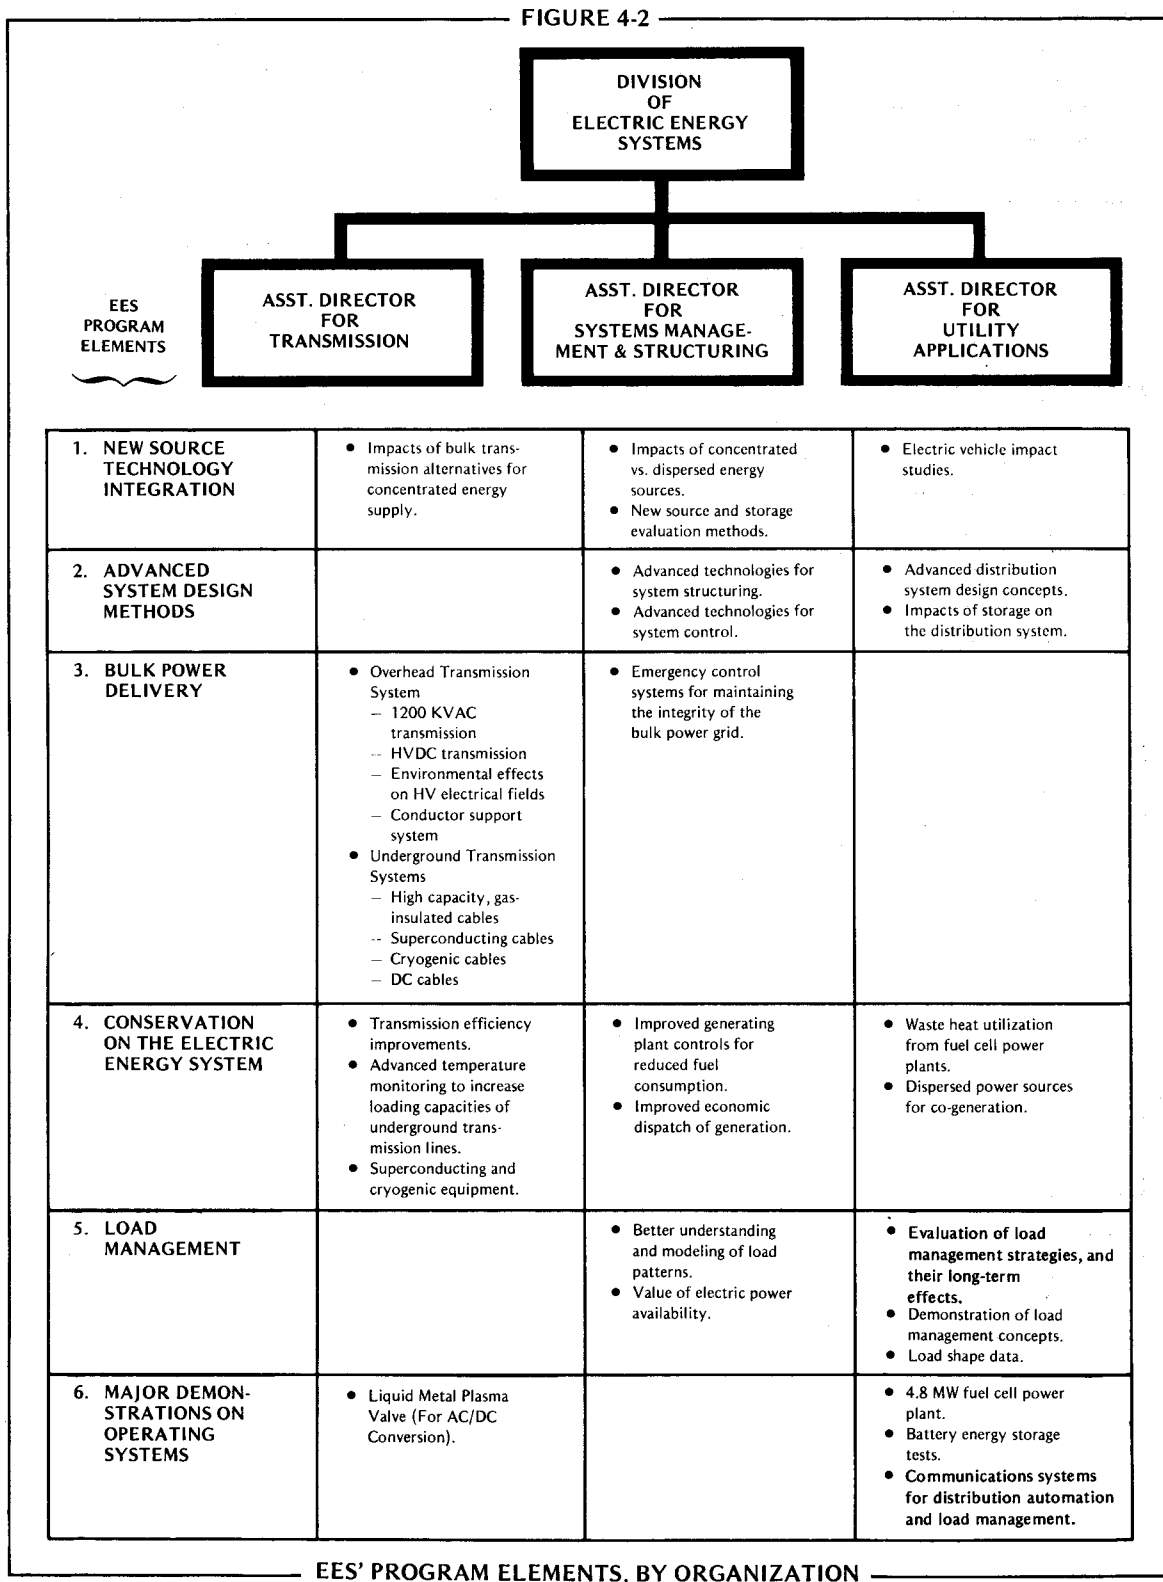 FIGURE 4-2
DIVISION
OF
ELECTRIC ENERGY
SYSTEMS
EES
PROGRAM
ELEMENTS
ASST. DIRECTOR
FOR
TRANSMISSION
ASST. DIRECTOR
FOR
SYSTEMS MANAGE-
MENT & STRUCTURING
ASST. DIRECTOR
FOR
UTILITY
APPLICATIONS
1. NEW SOURCE
TECHNOLOGY
INTEGRATION
● Impacts of bulk trans-
mission alternatives for
concentrated energy
supply.
● Impacts of concentrated
vs. dispersed energy
sources.
● New source and storage
evaluation methods.
● Electric vehicle impact
studies.
2. ADVANCED
SYSTEM DESIGN
METHODS
● Advanced technologies for
system structuring.
● Advanced technologies for
system control.
● Advanced distribution
system design concepts.
● Impacts of storage on
the distribution system.
3. BULK POWER
DELIVERY
● Overhead Transmission
System
– 1200 KVAC
transmission
-- HVDC transmission
– Environmental effects
on HV electrical fields
– Conductor support
system
● Underground Transmission
Systems
– High capacity, gas-
insulated cables
-- Superconducting cables
– Cryogenic cables
– DC cables
● Emergency control
systems for maintaining
the integrity of the
bulk power grid.
4. CONSERVATION
ON THE ELECTRIC
ENERGY SYSTEM
● Transmission efficiency
improvements.
● Advanced temperature
monitoring to increase
loading capacities of
underground trans-
mission lines.
● Superconducting and
cryogenic equipment.
● Improved generating
plant controls for
reduced fuel
consumption.
● Improved economic
dispatch of generation.
● Waste heat utilization
from fuel cell power
plants.
● Dispersed power sources
for co-generation.
5. LOAD
MANAGEMENT
● Better understanding
and modeling of load
patterns.
● Value of electric power
availability.
● Evaluation of load
management strategies, and
their long-term
effects.
● Demonstration of load
management concepts.
● Load shape data.
6. MAJOR DEMON-
STRATIONS ON
OPERATING
SYSTEMS
● Liquid Metal Plasma
Valve (For AC/DC
Conversion).
● 4.8 MW fuel cell power
plant.
● Battery energy storage
tests.
● Communications systems
for distribution automation
and load management.
EES' PROGRAM ELEMENTS, BY ORGANIZATION